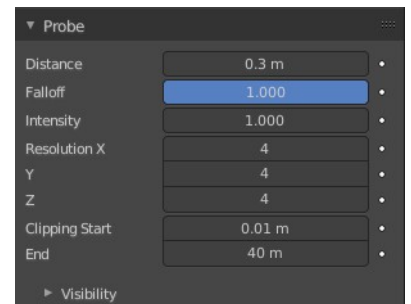 Probe
Distance 0.3 m
Falloff 1.000
Intensity 1.000
Resolution X 4
Y 4
Z 4
Clipping Start 0.01 m
End 40 m
Visibility